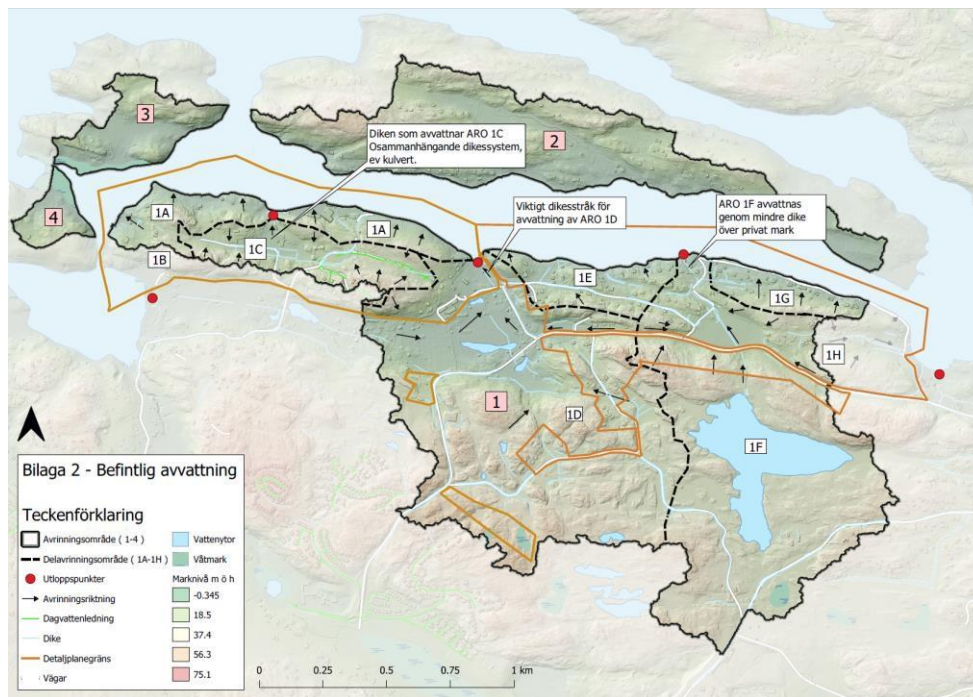 3
2
Diken som avvattnar ARO 1C
Osammanhängande dikessystem,
ev kulvert.
4
1A
1A
1C
1B
Viktigt dikesstråk för
avvattning av ARO 1D
ARO 1F avvattnas
genom mindre dike
över privat mark
1E
1G
1H
1
1D
1F
Bilaga 2 - Befintlig avvattning
Teckenförklaring
Avrinningsområde ( 1-4 )
Delavrinningsområde ( 1A-1H )
Utloppspunkter
Avrinningsriktning
Dagvattenledning
Dike
Detaljplanegräns
Vägar
Vattenytor
Våtmark
Marknivå m ö h
-0.345
18.5
37.4
56.3
75.1
0 0.25 0.5 0.75 1 km